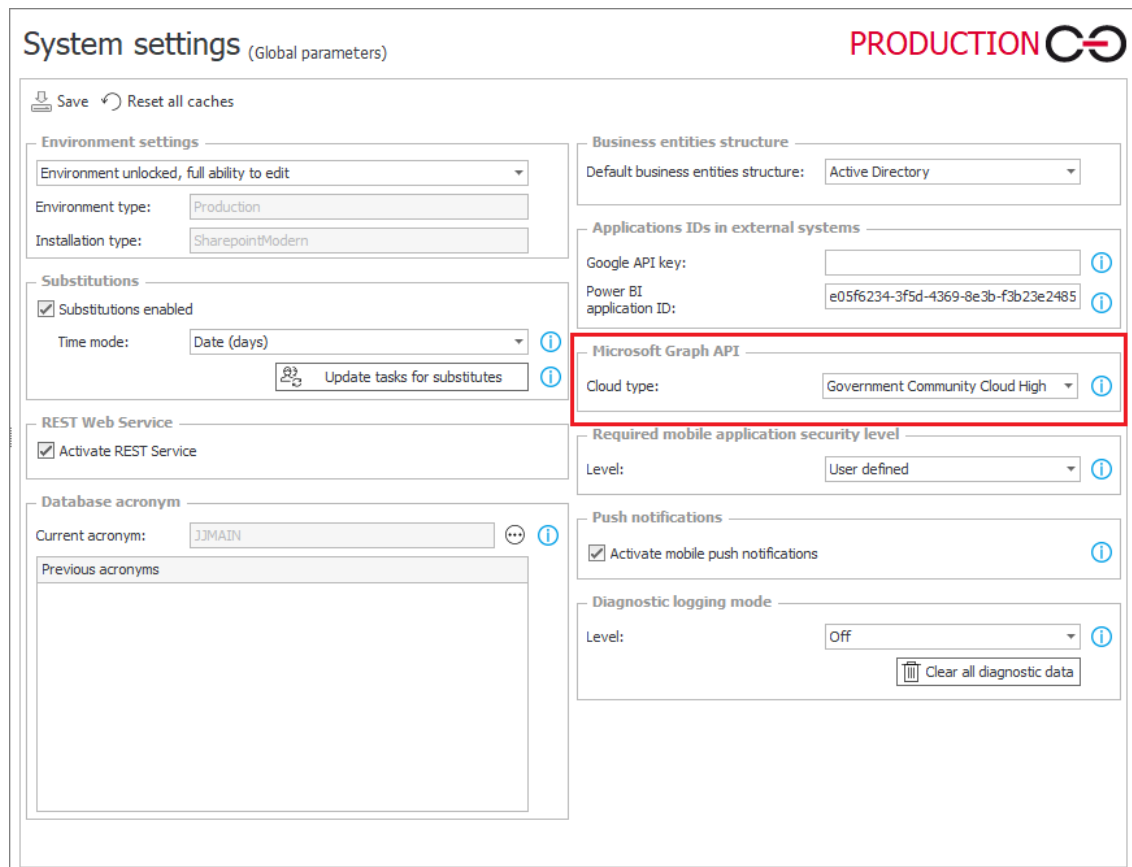 System settings (Global parameters)
PRODUCTION
Save Reset all caches
Environment settings
Environment unlocked, full ability to edit
Environment type: Production
Installation type: SharepointModern
Substitutions
Substitutions enabled
Time mode: Date (days)
Update tasks for substitutes
REST Web Service
Activate REST Service
Database acronym
Current acronym: JJMAIN
Previous acronyms
Business entities structure
Default business entities structure: Active Directory
Applications IDs in external systems
Google API key:
Power BI
application ID: e05f6234-3f5d-4369-8e3b-f3b23e2485
Microsoft Graph API
Cloud type: Government Community Cloud High
Required mobile application security level
Level: User defined
Push notifications
Activate mobile push notifications
Diagnostic logging mode
Level: Off
Clear all diagnostic data